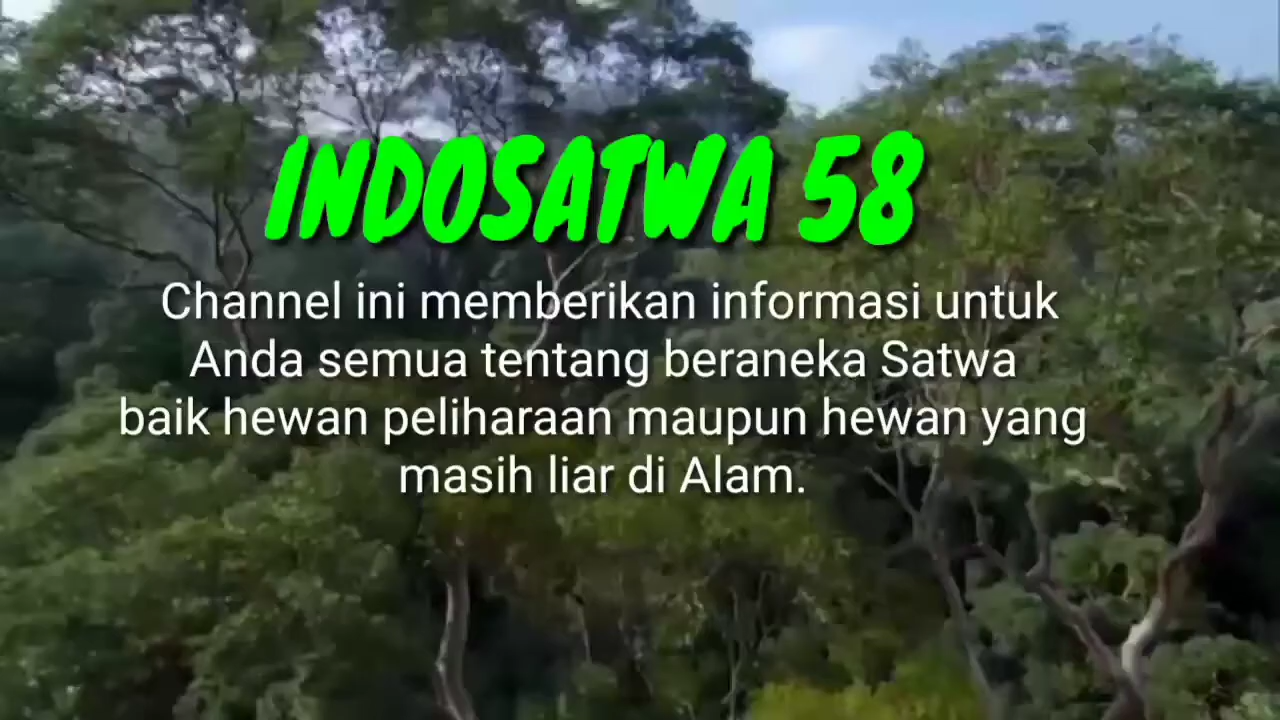 INDOSATWA 58
Channel ini memberikan informasi untuk
Anda semua tentang beraneka Satwa
baik hewan peliharaan maupun hewan yang
masih liar di Alam.